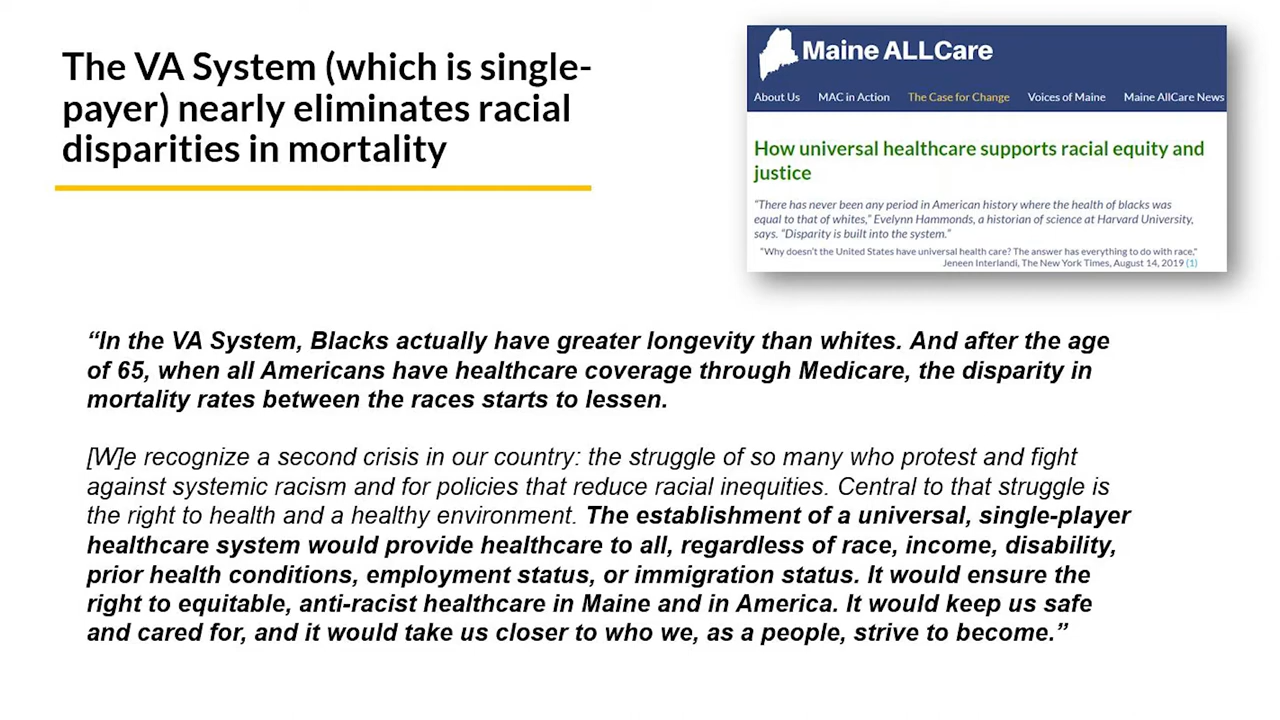 The VA System (which is single-
payer) nearly eliminates racial
disparities in mortality
Maine ALLCare
About Us MAC in Action The Case for Change Voices of Maine Maine AllCare News
How universal healthcare supports racial equity and
justice
“There has never been any period in American history where the health of blacks was
equal to that of whites,” Evelynn Hammonds, a historian of science at Harvard University,
says. “Disparity is built into the system.”
“Why doesn’t the United States have universal health care? The answer has everything to do with race,”
Jeneen Interlandi, The New York Times, August 14, 2019 (1)
“In the VA System, Blacks actually have greater longevity than whites. And after the age
of 65, when all Americans have healthcare coverage through Medicare, the disparity in
mortality rates between the races starts to lessen.
[W]e recognize a second crisis in our country: the struggle of so many who protest and fight
against systemic racism and for policies that reduce racial inequities. Central to that struggle is
the right to health and a healthy environment. The establishment of a universal, single-player
healthcare system would provide healthcare to all, regardless of race, income, disability,
prior health conditions, employment status, or immigration status. It would ensure the
right to equitable, anti-racist healthcare in Maine and in America. It would keep us safe
and cared for, and it would take us closer to who we, as a people, strive to become.”